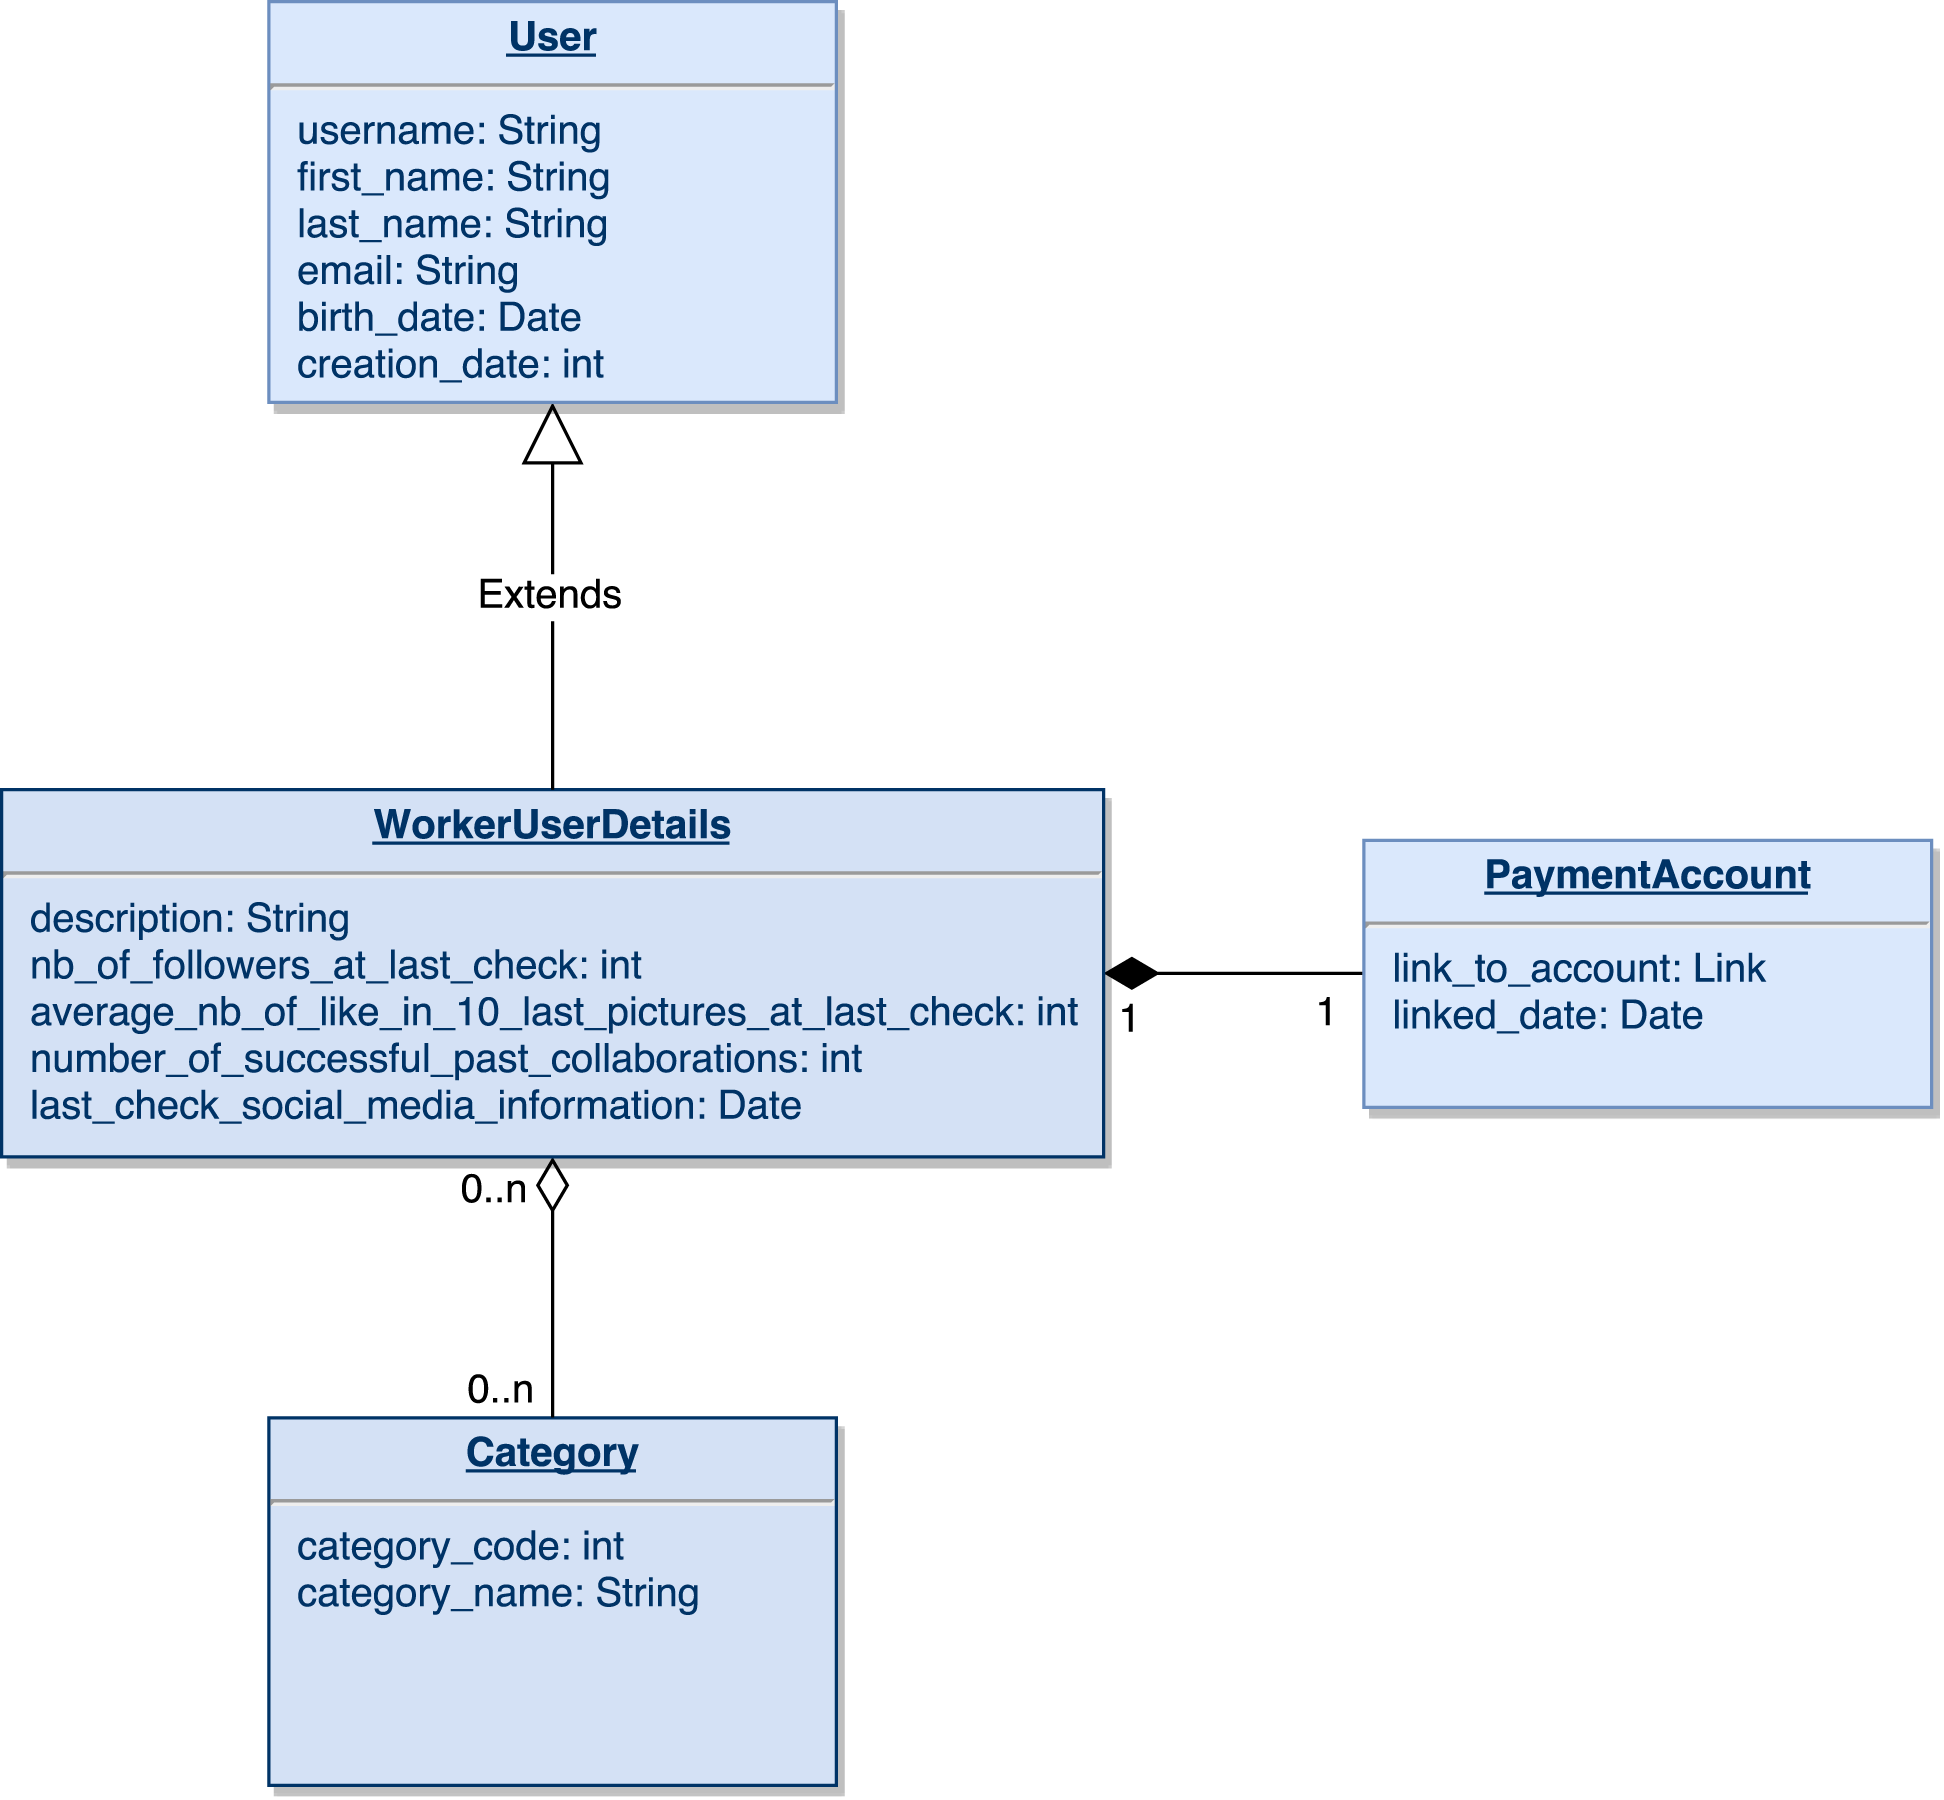 User
username: String
first_name: String
last_name: String
email: String
birth_date: Date
creation_date: int
Extends
WorkerUserDetails
description: String
nb_of_followers_at_last_check: int
average_nb_of_like_in_10_last_pictures_at_last_check: int
number_of_successful_past_collaborations: int
last_check_social_media_information: Date
PaymentAccount
link_to_account: Link
linked_date: Date
1
1
0..n
0..n
Category
category_code: int
category_name: String